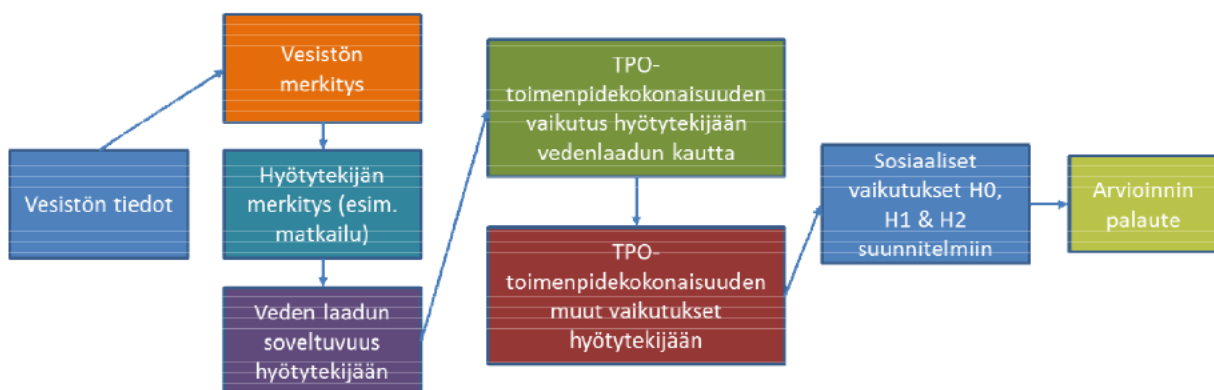 Vesistön tiedot
Vesistön
merkitys
Hyötytekijän
merkitys (esim.
matkailu)
Veden laadun
soveltuvuus
hyötytekijään
TPO-
toimenpidekokonaisuuden
vaikutus hyötytekijään
vedenlaadun kautta
TPO-
toimenpidekokonaisuuden
muut vaikutukset
hyötytekijään
Sosiaaliset
vaikutukset H0,
H1 & H2
suunnitelmiin
Arvioinnin
palaute